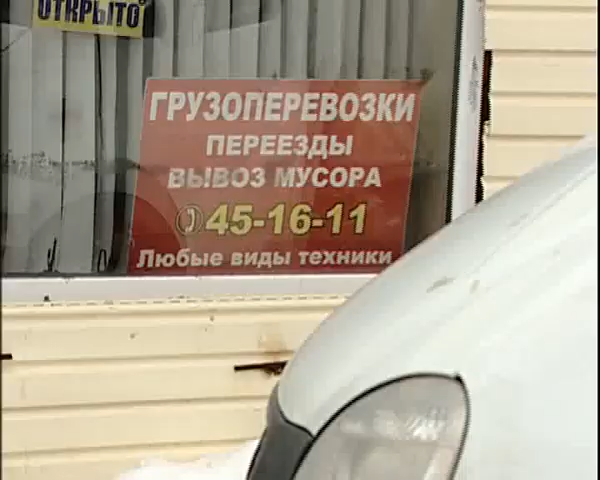 ОТКРЫТО
ГРУЗОПЕРЕВОЗКИ
ПЕРЕЕЗДЫ
ВЫВОЗ МУСОРА
45-16-11
Любые виды техники